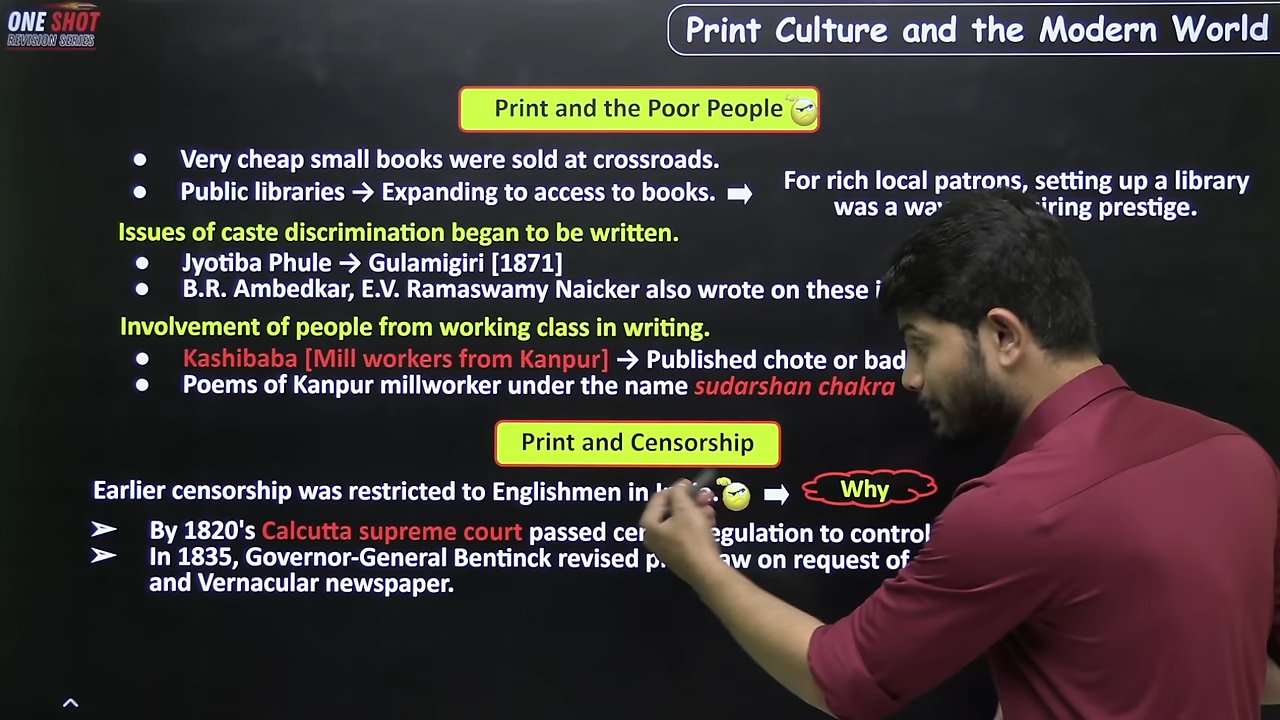 ONE SHOT
REVISION SERIES
Print Culture and the Modern World
Print and the Poor People
● Very cheap small books were sold at crossroads.
● Public libraries → Expanding to access to books. ➡ For rich local patrons, setting up a library
was a prestige.
Issues of caste discrimination began to be written.
● Jyotiba Phule → Gulamigiri [1871]
● B.R. Ambedkar, E.V. Ramaswamy Naicker also wrote on these
Involvement of people from working class in writing.
● Kashibaba [Mill workers from Kanpur] → Published chote or
● Poems of Kanpur millworker under the name sudarshan chakra
Print and Censorship
Earlier censorship was restricted to Englishmen in ➡ Why
➢ By 1820's Calcutta supreme court passed regulation to control
➢ In 1835, Governor-General Bentinck revised law on request of
and Vernacular newspaper.